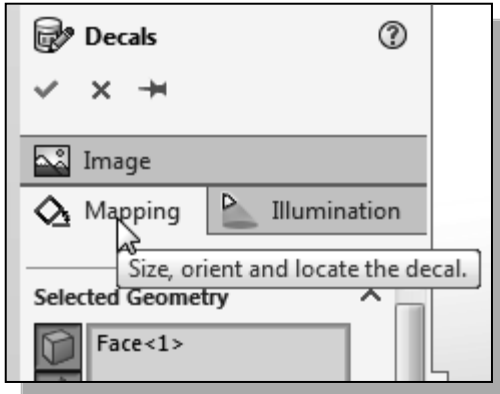 Decals
Image
Mapping
Illumination
Size, orient and locate the decal.
Selected Geometry
Face<1>